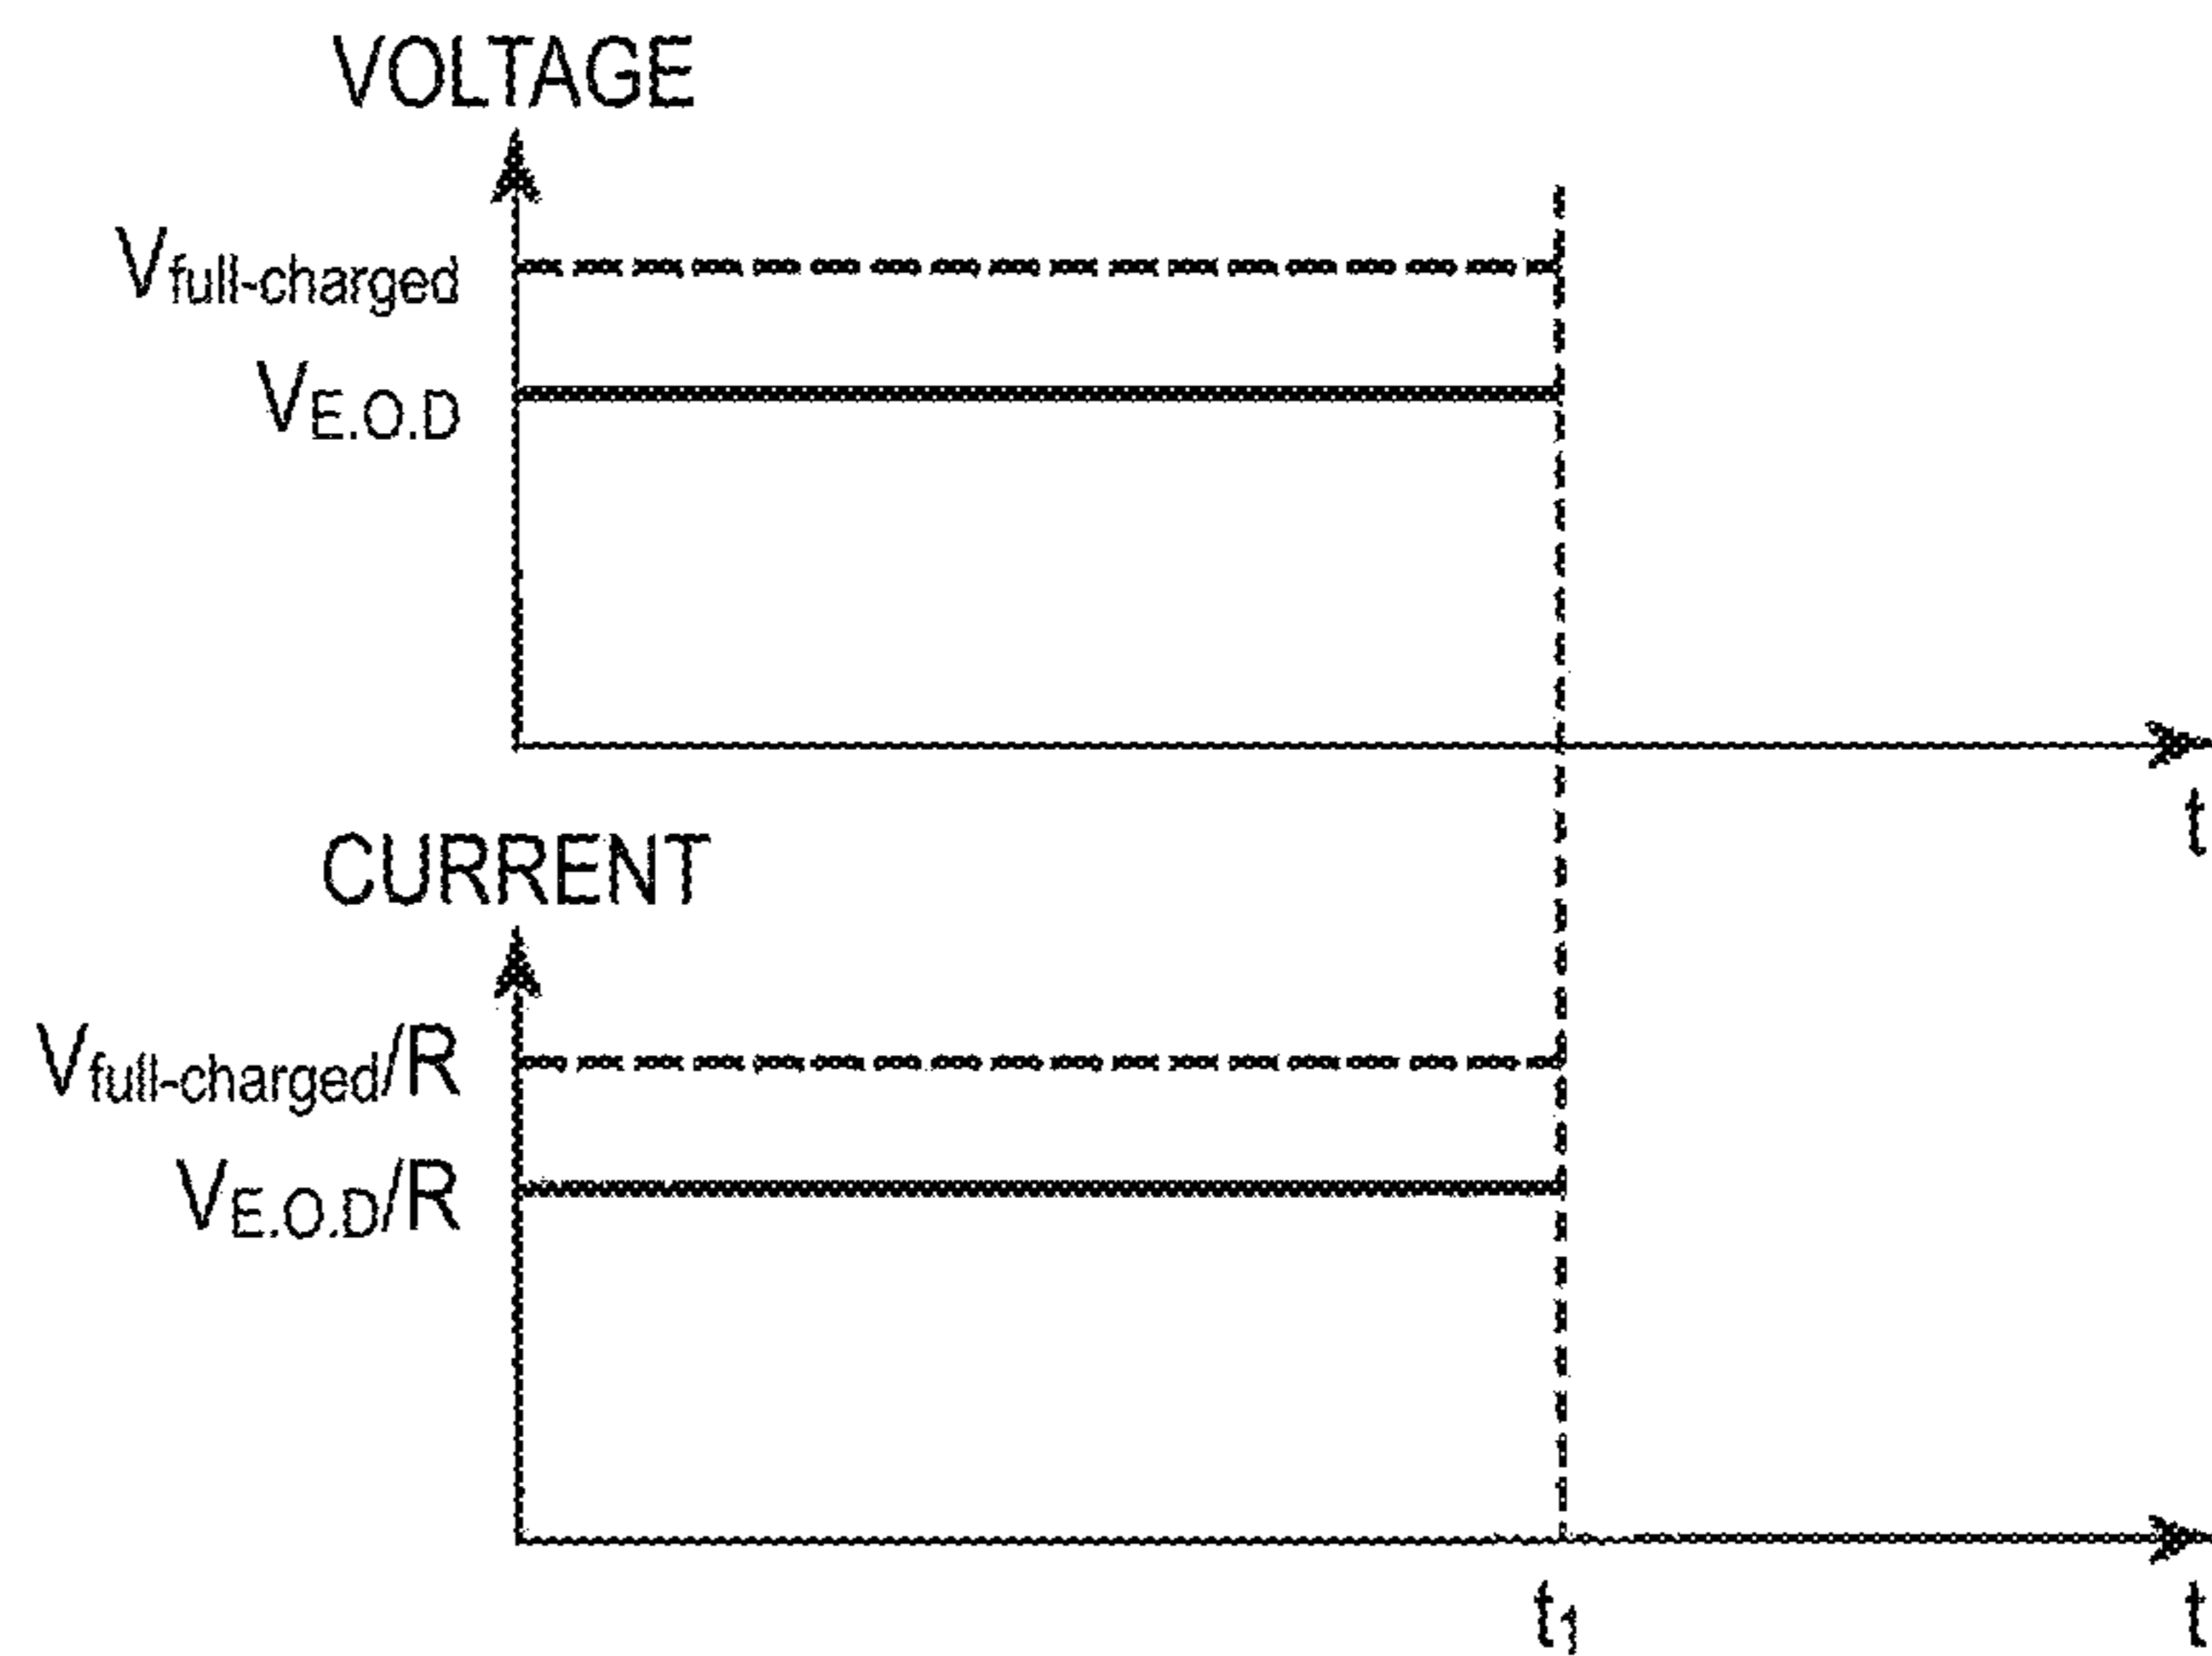 VOLTAGE
Vfull-charged
VE.O.D
t
CURRENT
Vfull-charged/R
VE.O.D/R
t1
t